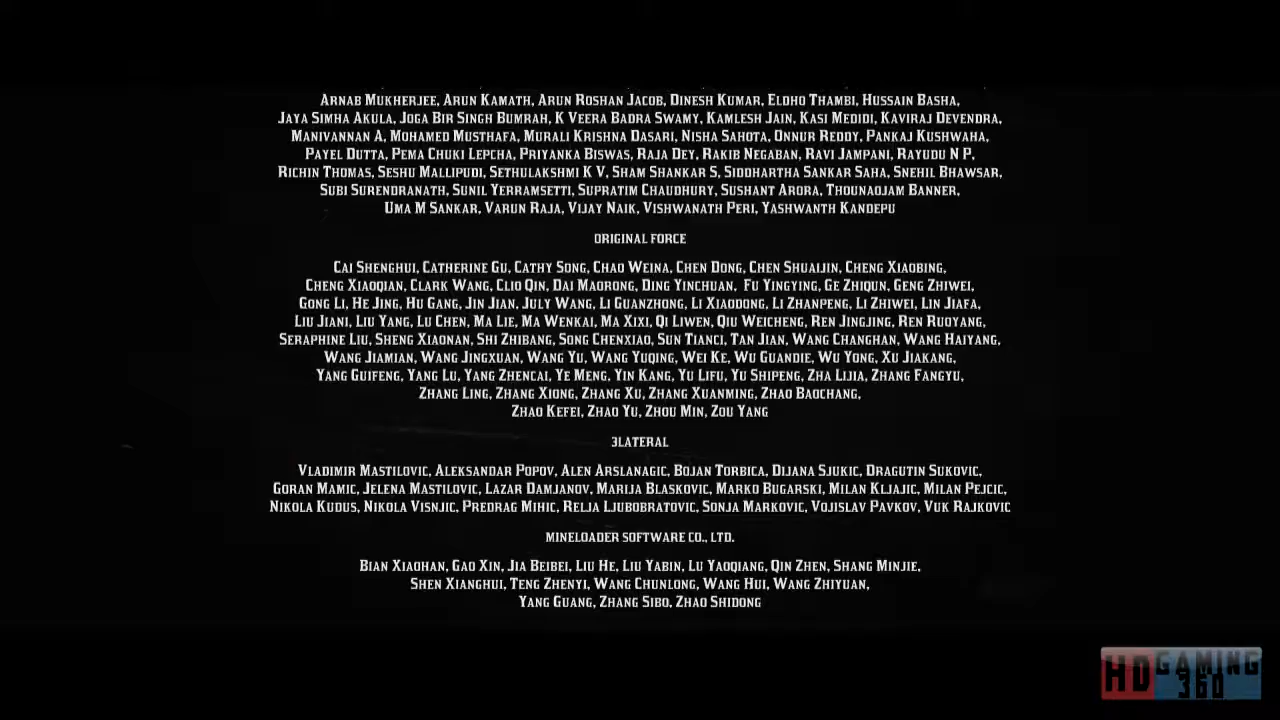 Arnab Mukherjee, Arun Kamath, Arun Roshan Jacob, Dinesh Kumar, Eldho Thambi, Hussain Basha,
Jaya Simha Akula, Joga Bir Singh Bumrah, K Veera Badra Swamy, Kamlesh Jain, Kasi Medidi, Kaviraj Devendra,
Manivannan A, Mohamed Musthafa, Murali Krishna Dasari, Nisha Sahota, Onnur Reddy, Pankaj Kushwaha,
Payel Dutta, Pema Chuki Lepcha, Priyanka Biswas, Raja Dey, Rakib Negaban, Ravi Jampani, Rayudu N P,
Richin Thomas, Seshu Mallipudi, Sethulakshmi K V, Sham Shankar S, Siddhartha Sankar Saha, Snehil Bhawsar,
Subi Surendranath, Sunil Yerramsetti, Supratim Chaudhury, Sushant Arora, Thounaojam Banner,
Uma M Sankar, Varun Raja, Vijay Naik, Vishwanath Peri, Yashwanth Kandepu
ORIGINAL FORCE
Cai Shenghui, Catherine Gu, Cathy Song, Chao Weina, Chen Dong, Chen Shuaijin, Cheng Xiaobing,
Cheng Xiaoqian, Clark Wang, Clio Qin, Dai Maorong, Ding Yinchuan, Fu Yingying, Ge Zhiqun, Geng Zhiwei,
Gong Li, He Jing, Hu Gang, Jin Jian, July Wang, Li Guanzhong, Li Xiaodong, Li Zhanpeng, Li Zhiwei, Lin Jiafa,
Liu Jiani, Liu Yang, Lu Chen, Ma Lie, Ma Wenkai, Ma Xixi, Qi Liwen, Qiu Weicheng, Ren Jingjing, Ren Ruoyang,
Seraphine Liu, Sheng Xiaonan, Shi Zhibang, Song Chenxiao, Sun Tianci, Tan Jian, Wang Changhan, Wang Haiyang,
Wang Jiamian, Wang Jingxuan, Wang Yu, Wang Yuqing, Wei Ke, Wu Guandie, Wu Yong, Xu Jiakang,
Yang Guifeng, Yang Lu, Yang Zhencai, Ye Meng, Yin Kang, Yu Lifu, Yu Shipeng, Zha Lijia, Zhang Fangyu,
Zhang Ling, Zhang Xiong, Zhang Xu, Zhang Xuanming, Zhao Baochang,
Zhao Kefei, Zhao Yu, Zhou Min, Zou Yang
3LATERAL
Vladimir Mastilovic, Aleksandar Popov, Alen Arslanagic, Bojan Torbica, Dijana Sjukic, Dragutin Sukovic,
Goran Mamic, Jelena Mastilovic, Lazar Damjanov, Marija Blaskovic, Marko Bugarski, Milan Kljajic, Milan Pejcic,
Nikola Kudus, Nikola Visnjic, Predrag Mihic, Relja Ljubobratovic, Sonja Markovic, Vojislav Pavkov, Vuk Rajkovic
MINELOADER SOFTWARE CO., LTD.
Bian Xiaohan, Gao Xin, Jia Beibei, Liu He, Liu Yabin, Lu Yaoqiang, Qin Zhen, Shang Minjie,
Shen Xianghui, Teng Zhenyi, Wang Chunlong, Wang Hui, Wang Zhiyuan,
Yang Guang, Zhang Sibo, Zhao Shidong
HD GAMING
360